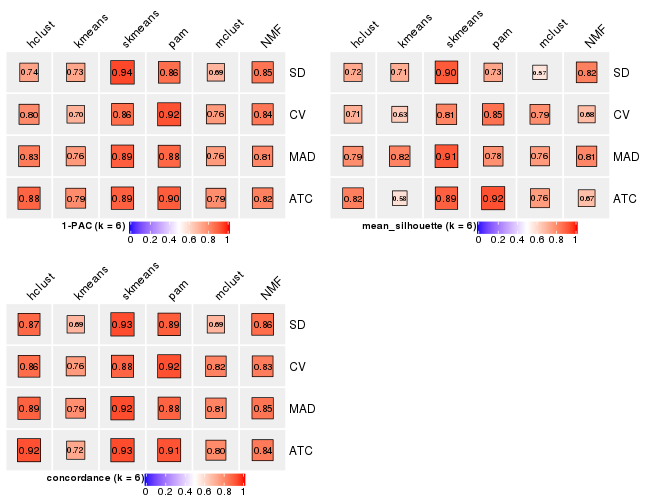 hclust kmeans skmeans pam mclust NMF
0.74 0.73 0.94 0.86 0.69 0.85 SD
0.80 0.70 0.86 0.92 0.76 0.84 CV
0.83 0.76 0.89 0.88 0.76 0.81 MAD
0.88 0.79 0.89 0.90 0.79 0.82 ATC
1-PAC (k = 6)
0 0.2 0.4 0.6 0.8 1
hclust kmeans skmeans pam mclust NMF
0.72 0.71 0.90 0.73 0.57 0.82 SD
0.71 0.63 0.81 0.85 0.79 0.68 CV
0.79 0.82 0.91 0.78 0.76 0.81 MAD
0.82 0.58 0.89 0.92 0.76 0.67 ATC
mean_silhouette (k = 6)
0 0.2 0.4 0.6 0.8 1
hclust kmeans skmeans pam mclust NMF
0.87 0.69 0.93 0.89 0.69 0.86 SD
0.86 0.76 0.88 0.92 0.82 0.83 CV
0.89 0.79 0.92 0.88 0.81 0.85 MAD
0.92 0.72 0.93 0.91 0.80 0.84 ATC
concordance (k = 6)
0 0.2 0.4 0.6 0.8 1